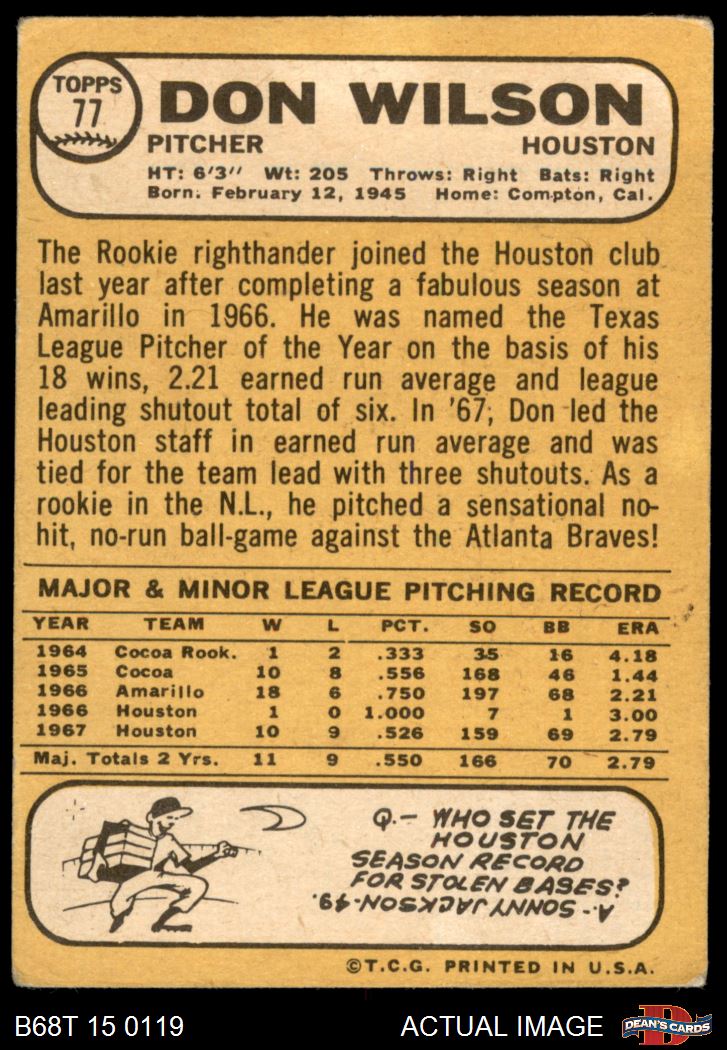 TOPPS
77
DON WILSON
PITCHER HOUSTON
HT: 6'3" Wt: 205 Throws: Right Bats: Right
Born: February 12, 1945 Home: Compton, Cal.
The Rookie righthander joined the Houston club
last year after completing a fabulous season at
Amarillo in 1966. He was named the Texas
League Pitcher of the Year on the basis of his
18 wins, 2.21 earned run average and league
leading shutout total of six. In '67, Don led the
Houston staff in earned run average and was
tied for the team lead with three shutouts. As a
rookie in the N.L., he pitched a sensational no-
hit, no-run ball-game against the Atlanta Braves!
MAJOR & MINOR LEAGUE PITCHING RECORD
YEAR TEAM W L PCT. SO BB ERA
1964 Cocoa Rook. 1 2 .333 35 16 4.18
1965 Cocoa 10 8 .556 168 46 1.44
1966 Amarillo 18 6 .750 197 68 2.21
1966 Houston 1 0 1.000 7 1 3.00
1967 Houston 10 9 .526 159 69 2.79
Maj. Totals 2 Yrs. 11 9 .550 166 70 2.79
Q.- WHO SET THE
HOUSTON
SEASON RECORD
FOR STOLEN BASES?
A. SONNY JACKSON-49.
©T.C.G. PRINTED IN U.S.A.
B68T 15 0119 ACTUAL IMAGE
D
DEAN'S CARDS